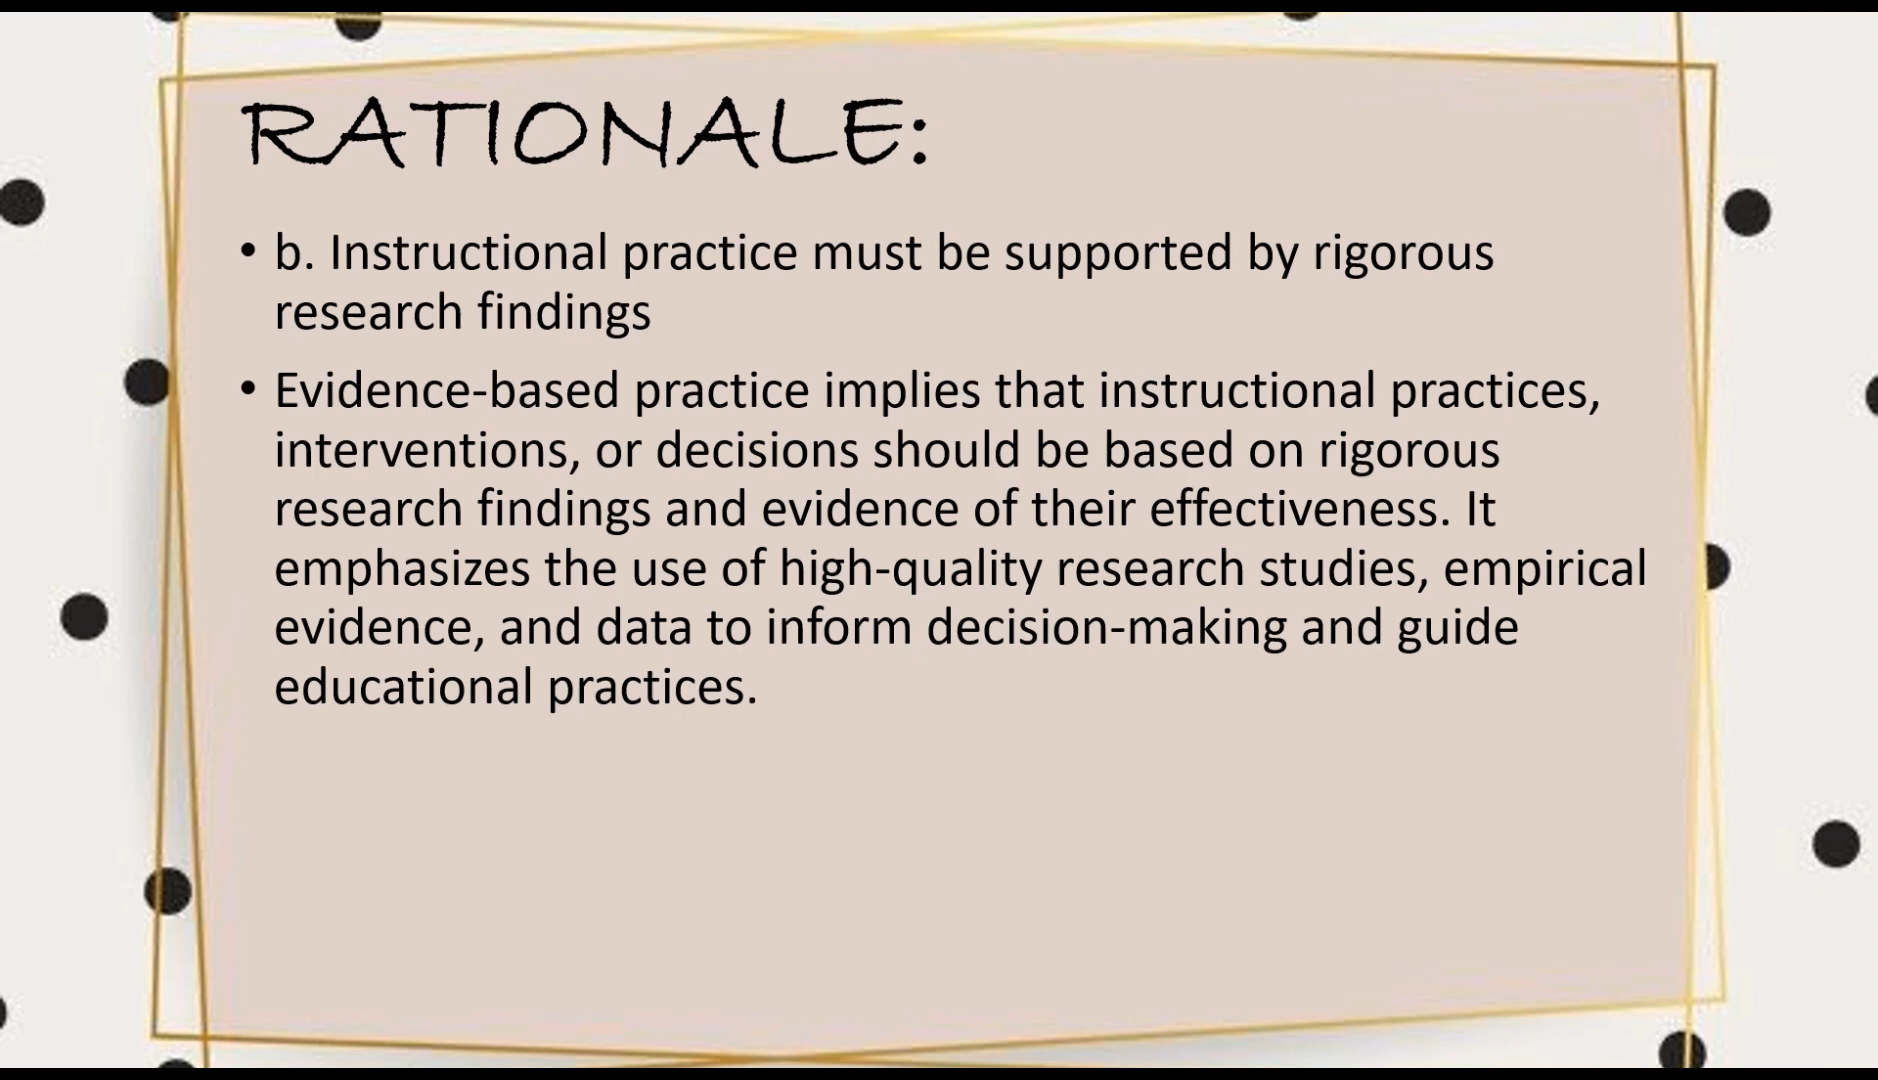 RATIONALE:
• b. Instructional practice must be supported by rigorous
research findings
• Evidence-based practice implies that instructional practices,
interventions, or decisions should be based on rigorous
research findings and evidence of their effectiveness. It
emphasizes the use of high-quality research studies, empirical
evidence, and data to inform decision-making and guide
educational practices.